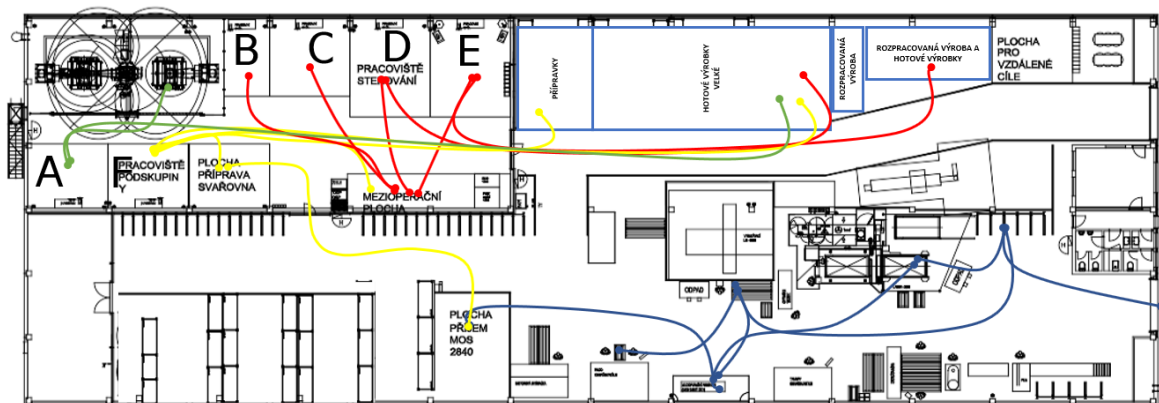 B
C
D
E
PRACOVIŠTĚ
STEHOVÁNÍ
PŘÍPRAVKY
HOTOVÉ VÝROBKY
VELKÉ
ROZPRACOVANÁ
VÝROBA
ROZPRACOVANÁ VÝROBA A
HOTOVÉ VÝROBKY
PLOCHA
PRO
VZDÁLENÉ
CÍLE
H
A
F
PRACOVIŠTĚ
PODSKUPIN
Y
PLOCHA
PŘÍPRAVA
SVAŘOVNA
MEZIOPERAČNÍ
PLOCHA
H
H
H
ODPAD
ODPAD
PLOCHA
PŘÍJEM
MOS
2840